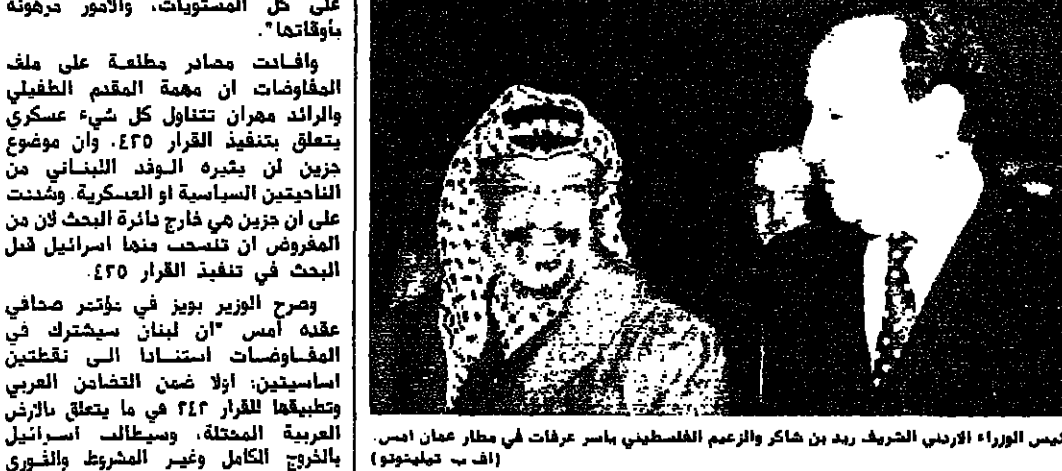 على كل المستويات، والامور مرهونة
بأوقاتها".
وافادت مصادر مطلعة على ملف
المفاوضات ان مهمة المقدم الطفيلي
والرائد مهران تتناول كل شيء عسكري
يتعلق بتنفيذ القرار ٤٢٥، وان موضوع
جزين لن يثيره الوفد اللبناني من
الناحيتين السياسية او العسكرية. وشددت
على ان جزين هي خارج دائرة البحث لان من
المفروض ان تنسحب منها اسرائيل قبل
البحث في تنفيذ القرار ٤٢٥.
وصرح الوزير بويز في مؤتمر صحافي
عقده امس "ان لبنان سيشترك في
المفاوضات استنادا الى نقطتين
اساسيتين: اولا ضمن التضامن العربي
وتطبيقها للقرار ٢٤٢ في ما يتعلق بالارض
العربية المحتلة، وسيطالب اسرائيل
بالخروج الكامل وغير المشروط والفوري
ئيس الوزراء الاردني الشريف زيد بن شاكر والزعيم الفلسطيني ياسر عرفات في مطار عمان امس.
(اف ب تيليفوتو)